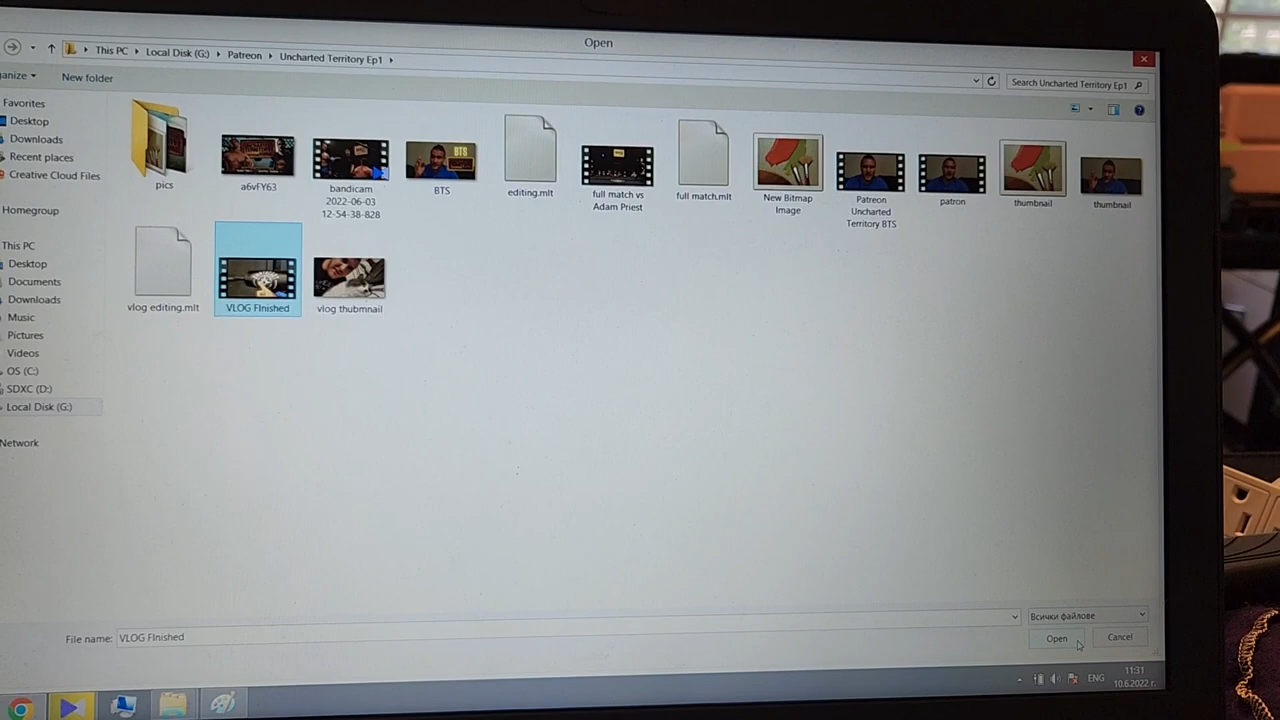 Open
This PC
Local Disk (G:)
Patreon
Uncharted Territory Ep1
Search Uncharted Territory Ep1
anize
New folder
Favorites
Desktop
Downloads
Recent places
Creative Cloud Files
Homegroup
This PC
Desktop
Documents
Downloads
Music
Pictures
Videos
OS (C:)
SDXC (D:)
Local Disk (G:)
Network
pics
a6vFY63
bandicam
2022-06-03
12-54-38-828
BTS
BTS
editing.mlt
full match vs
Adam Priest
full match.mlt
New Bitmap
Image
Patreon
Uncharted
Territory BTS
patron
thumbnail
thumbnail
vlog editing.mlt
VLOG FInished
vlog thubmnail
File name:
VLOG FInished
Всички файлове
Open
Cancel
ENG
11:31
10.6.2022 г.